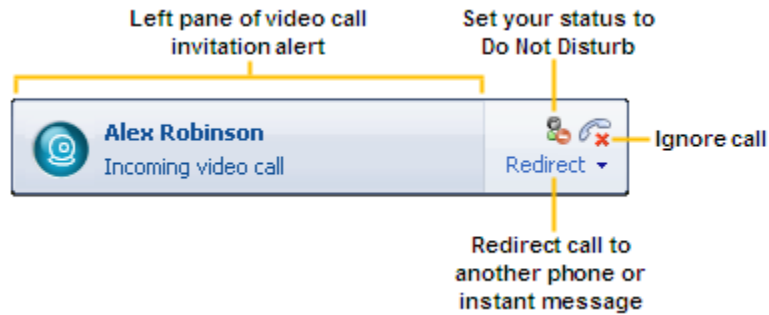 Left pane of video call
invitation alert
Set your status to
Do Not Disturb
Alex Robinson
Incoming video call
Redirect
Ignore call
Redirect call to
another phone or
instant message